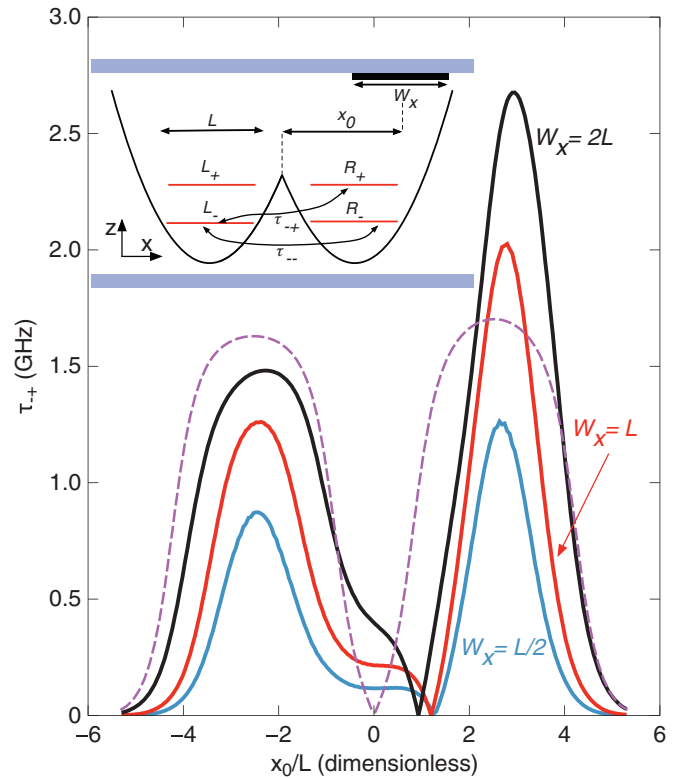 3.0
2.5
2.0
1.5
1.0
0.5
0
τ-+ (GHz)
Wx
L
x0
L+
R+
L-
R-
τ-+
τ--
z
x
Wx= 2L
Wx= L
Wx= L/2
−6
−4
−2
0
2
4
6
x0/L (dimensionless)